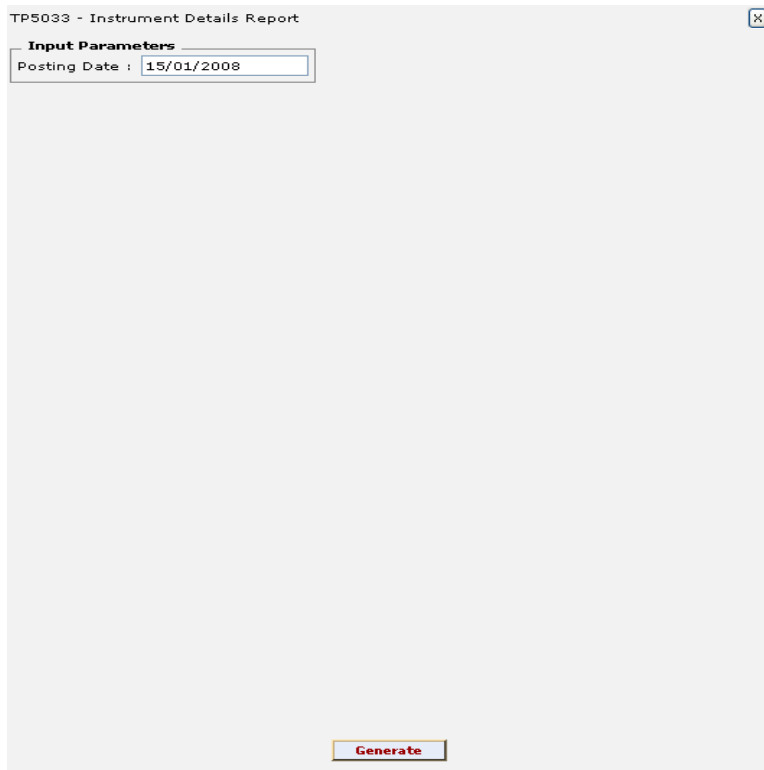 TP5033 - Instrument Details Report
Input Parameters
Posting Date : 15/01/2008
Generate